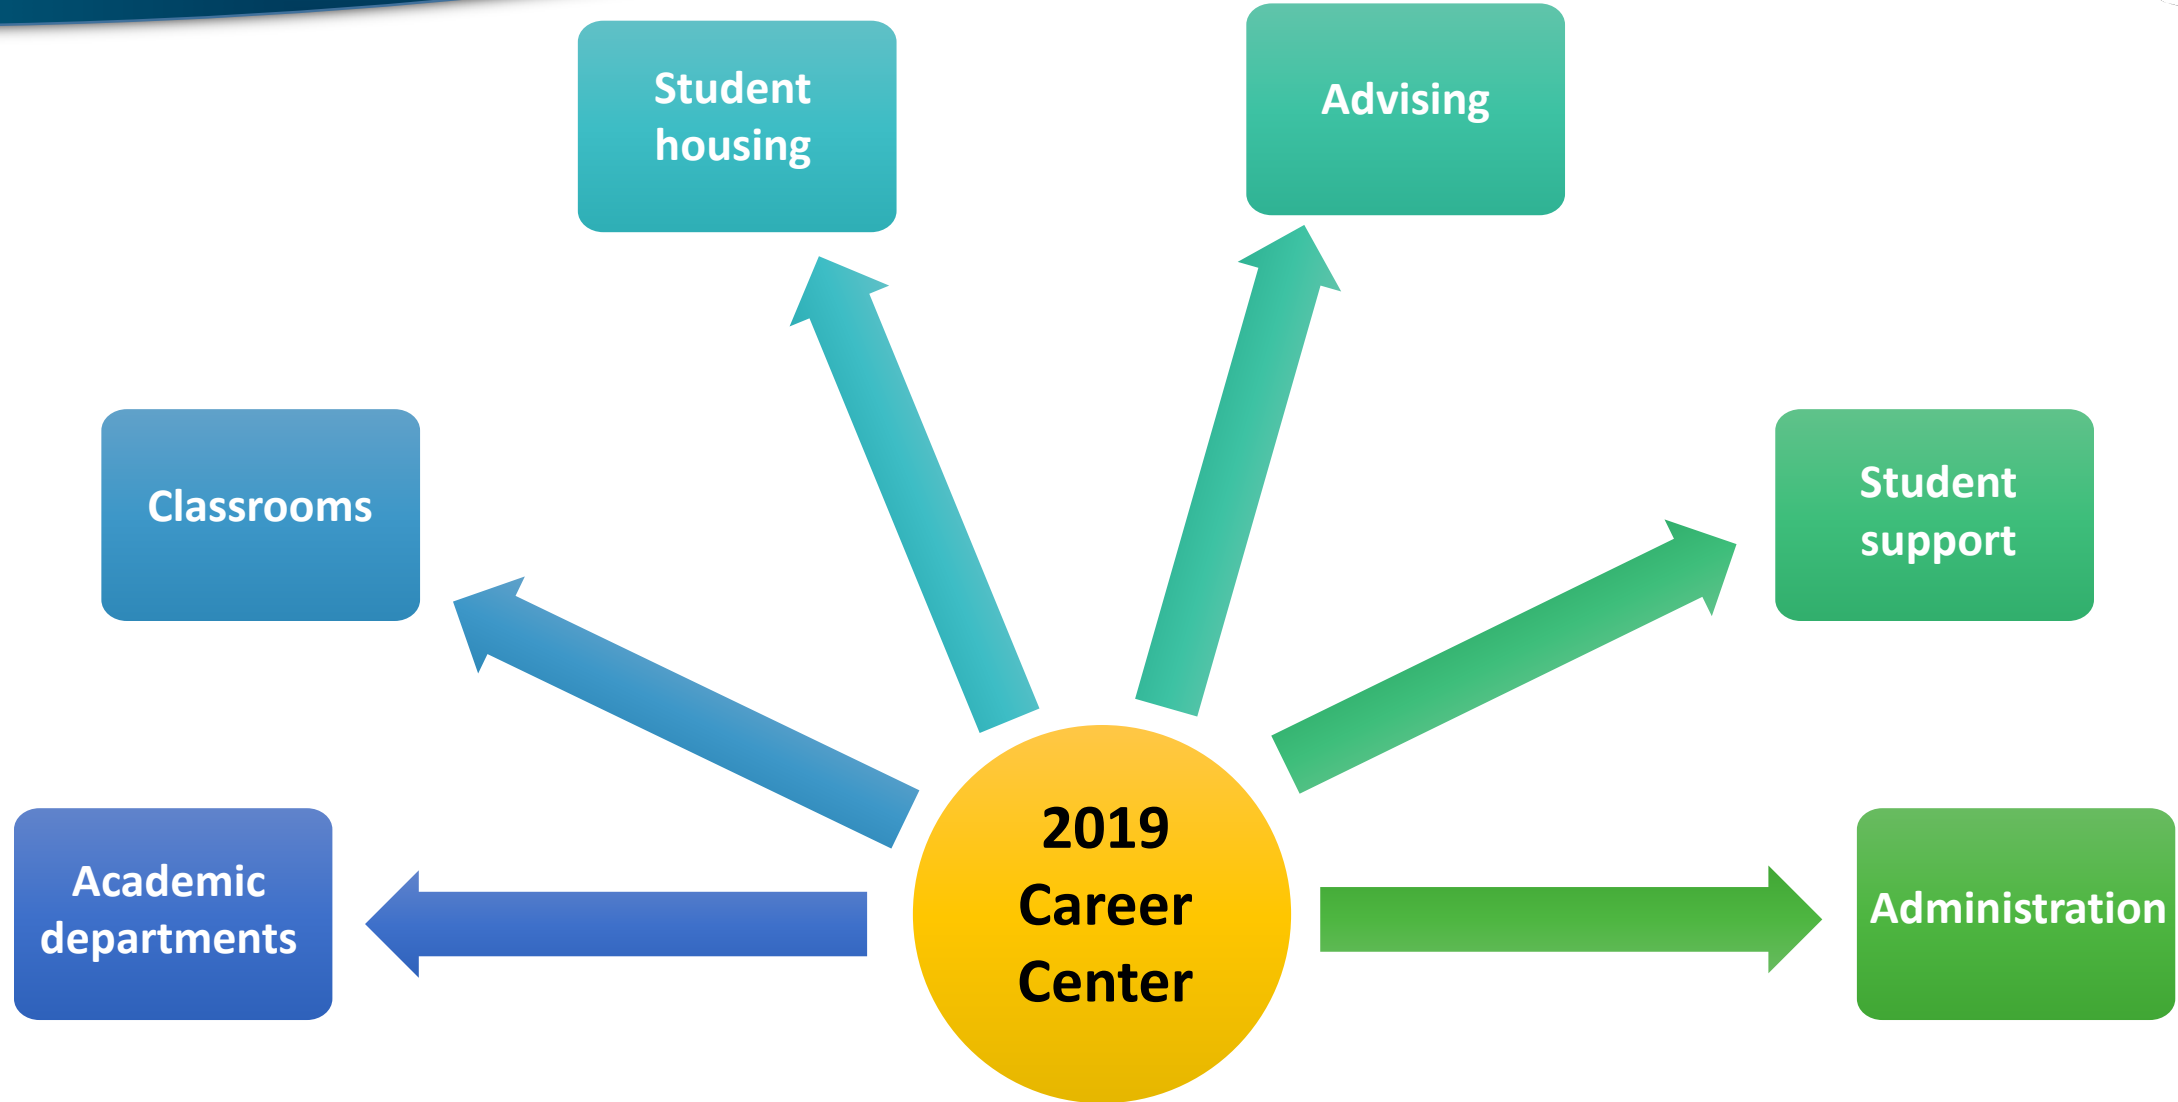 Student
housing
Advising
Classrooms
Student
support
Academic
departments
2019
Career
Center
Administration